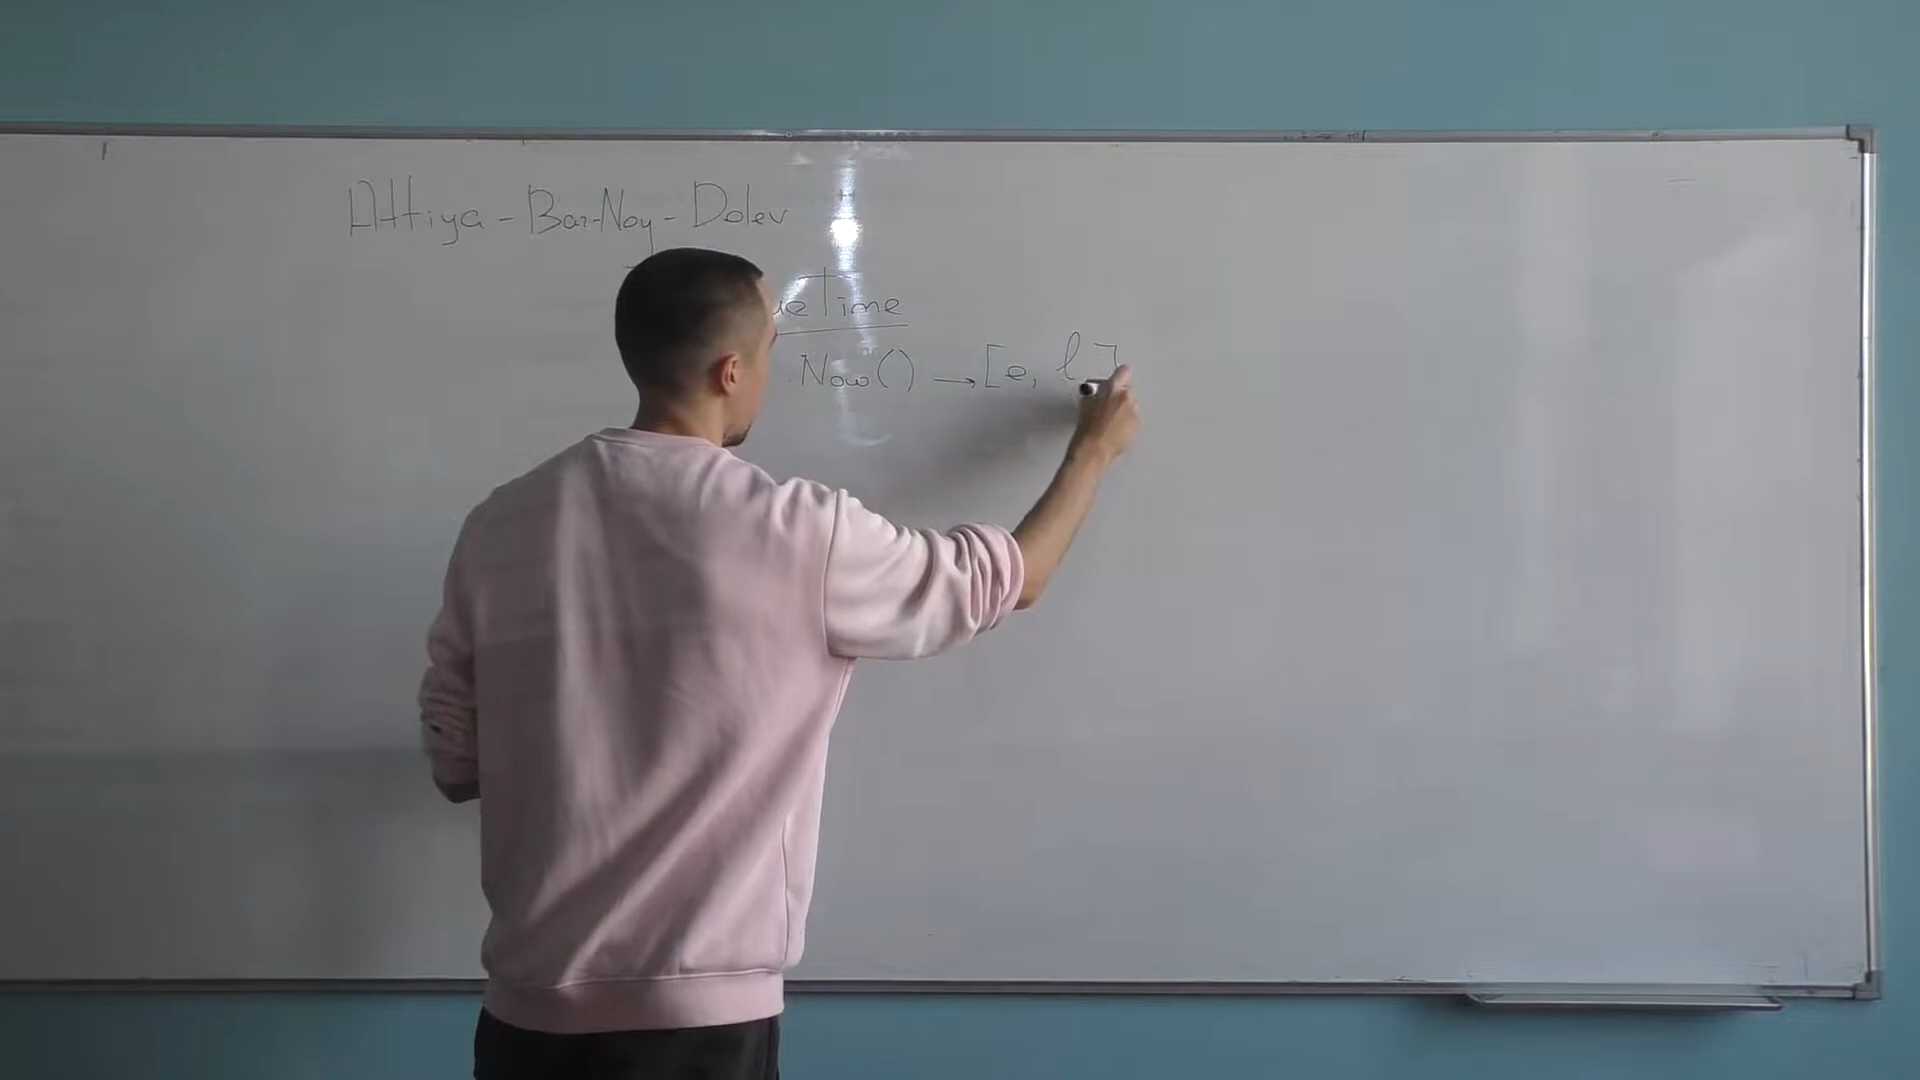 Attiya - Bar-Noy - Dolev
ueTime
Now() → [e, l]